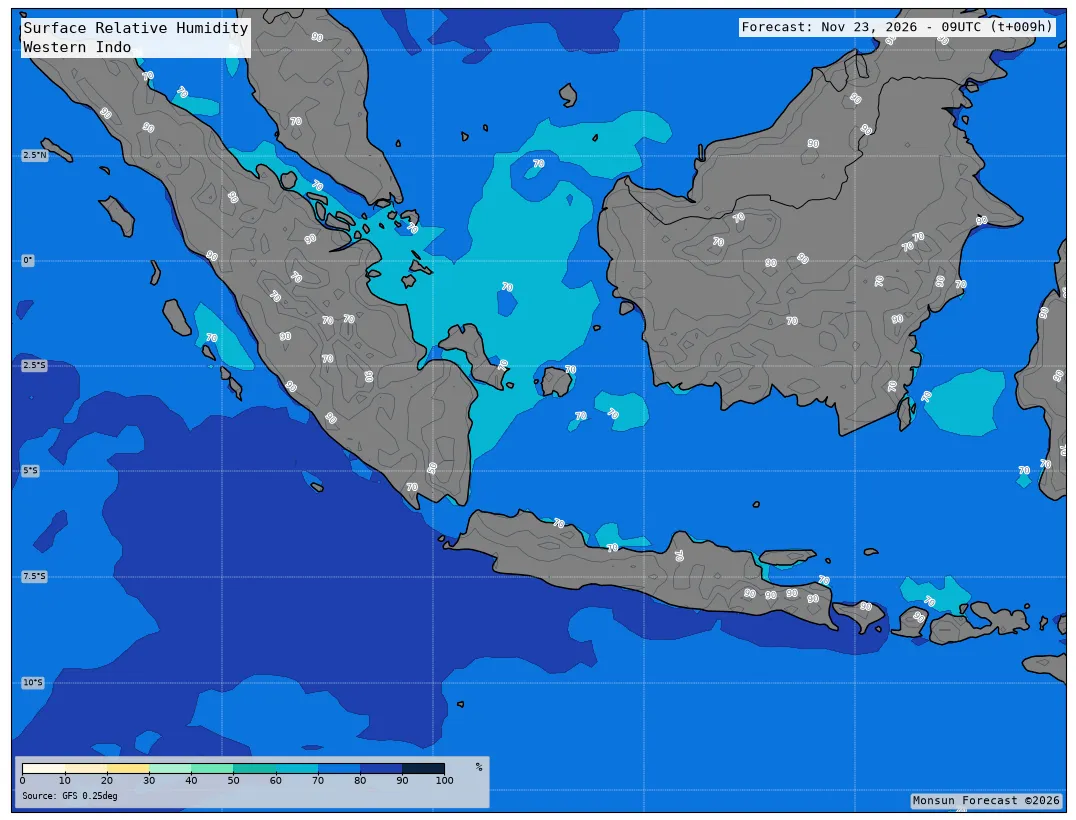 Surface Relative Humidity
Western Indo
Forecast: Nov 23, 2026 - 09UTC (t+009h)
2.5°N
0°
2.5°S
5°S
7.5°S
10°S
0 10 20 30 40 50 60 70 80 90 100
%
Source: GFS 0.25deg
Monsun Forecast ©2026